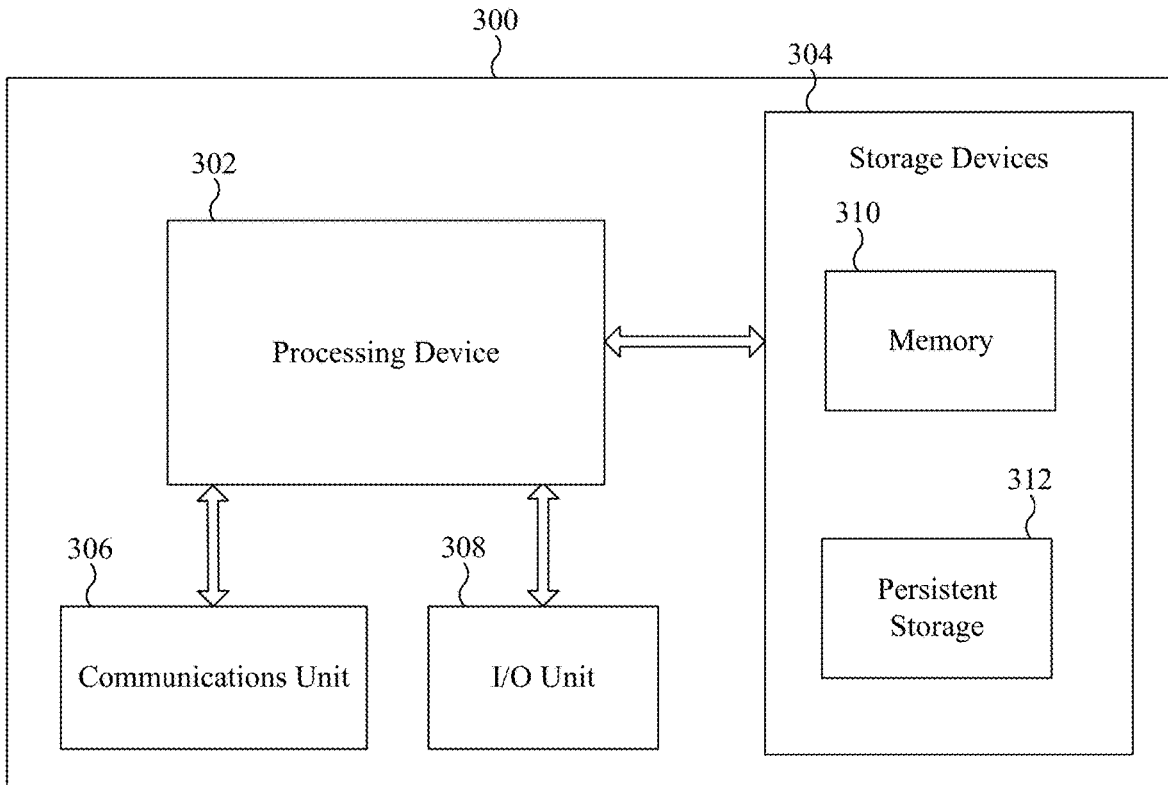 300
304
Storage Devices
302
310
Processing Device
Memory
312
306
308
Persistent
Storage
Communications Unit
I/O Unit